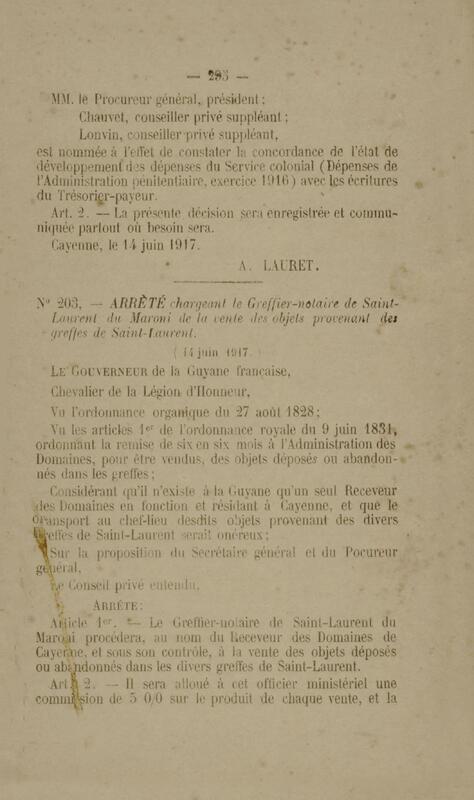 — 293 —
MM. le Procureur général, président ;
Chauvet, conseiller privé suppléant ;
Lonvin, conseiller privé suppléant,
est nommée à l'effet de constater la concordance de l'état de
développement des dépenses du Service colonial (Dépenses de
l'Administration pénitentiaire, exercice 1916) avec les écritures
du Trésorier-payeur.
Art. 2. — La présente décision sera enregistrée et commu-
niquée partout où besoin sera.
Cayenne, le 14 juin 1917.
A. LAURET.
N° 203, — ARRÊTÉ chargeant le Greffier-notaire de Saint-
Laurent du Maroni de la vente des objets provenant des
greffes de Saint-Laurent.
( 14 juin 1917. )
LE GOUVERNEUR de la Guyane française,
Chevalier de la Légion d'Honneur,
Vu l'ordonnance organique du 27 août 1828 ;
Vu les articles 1er de l'ordonnance royale du 9 juin 1831,
ordonnant la remise de six en six mois à l'Administration des
Domaines, pour être vendus, des objets déposés ou abandon-
nés dans les greffes ;
Considérant qu'il n'existe à la Guyane qu'un seul Receveur
des Domaines en fonction et résidant à Cayenne, et que le
transport au chef-lieu desdits objets provenant des divers
greffes de Saint-Laurent serait onéreux ;
Sur la proposition du Secrétaire général et du Pocureur
général,
Le Conseil privé entendu,
ARRÊTE :
Article 1er. — Le Greffier-notaire de Saint-Laurent du
Maroni procédera, au nom du Receveur des Domaines de
Cayenne, et sous son contrôle, à la vente des objets déposés
ou abandonnés dans les divers greffes de Saint-Laurent.
Art. 2. — Il sera alloué à cet officier ministériel une
commission de 5 0/0 sur le produit de chaque vente, et la